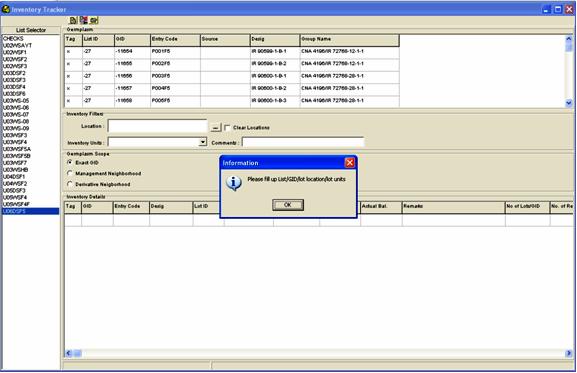 Inventory Tracker
List Selector
CHECKS
U02WSAYT
U02WSF1
U02WSF2
U02WSF3
U03DSF2
U03DSF3
U03DSF4
U03DSF6
U03WS-05
U03WS-06
U03WS-07
U03WS-08
U03WS-09
U03WSF3
U03WSF4
U03WSF5A
U03WSF5B
U03WSF7
U03WSHB
U04DSF1
U04WSF2
U05DSF3
U05WSF4
U05WSF4F
U06DSF5
Germplasm
Tag List ID GID Entry Code Source Desig Group Name
× -27 -11654 P001F5 IR 90599-1-B-1 CNA 4196/IR 72768-12-1-1
× -27 -11655 P002F5 IR 90599-1-B-2 CNA 4196/IR 72768-12-1-1
× -27 -11656 P003F5 IR 90600-1-B-1 CNA 4196/IR 72768-28-1-1
× -27 -11657 P004F5 IR 90600-1-B-2 CNA 4196/IR 72768-28-1-1
× -27 -11658 P005F5 IR 90600-1-B-3 CNA 4196/IR 72768-28-1-1
Inventory Filters
Location : ... Clear Locations
Inventory Units : Comments :
Germplasm Scope
Exact GID
Management Neighborhood
Derivative Neighborhood
Information
Please fill up List/GID/lot location/lot units
OK
Inventory Details
Tag GID Entry Code Desig Lot ID Actual Bal. Remarks No of Lots/GID No. of Re